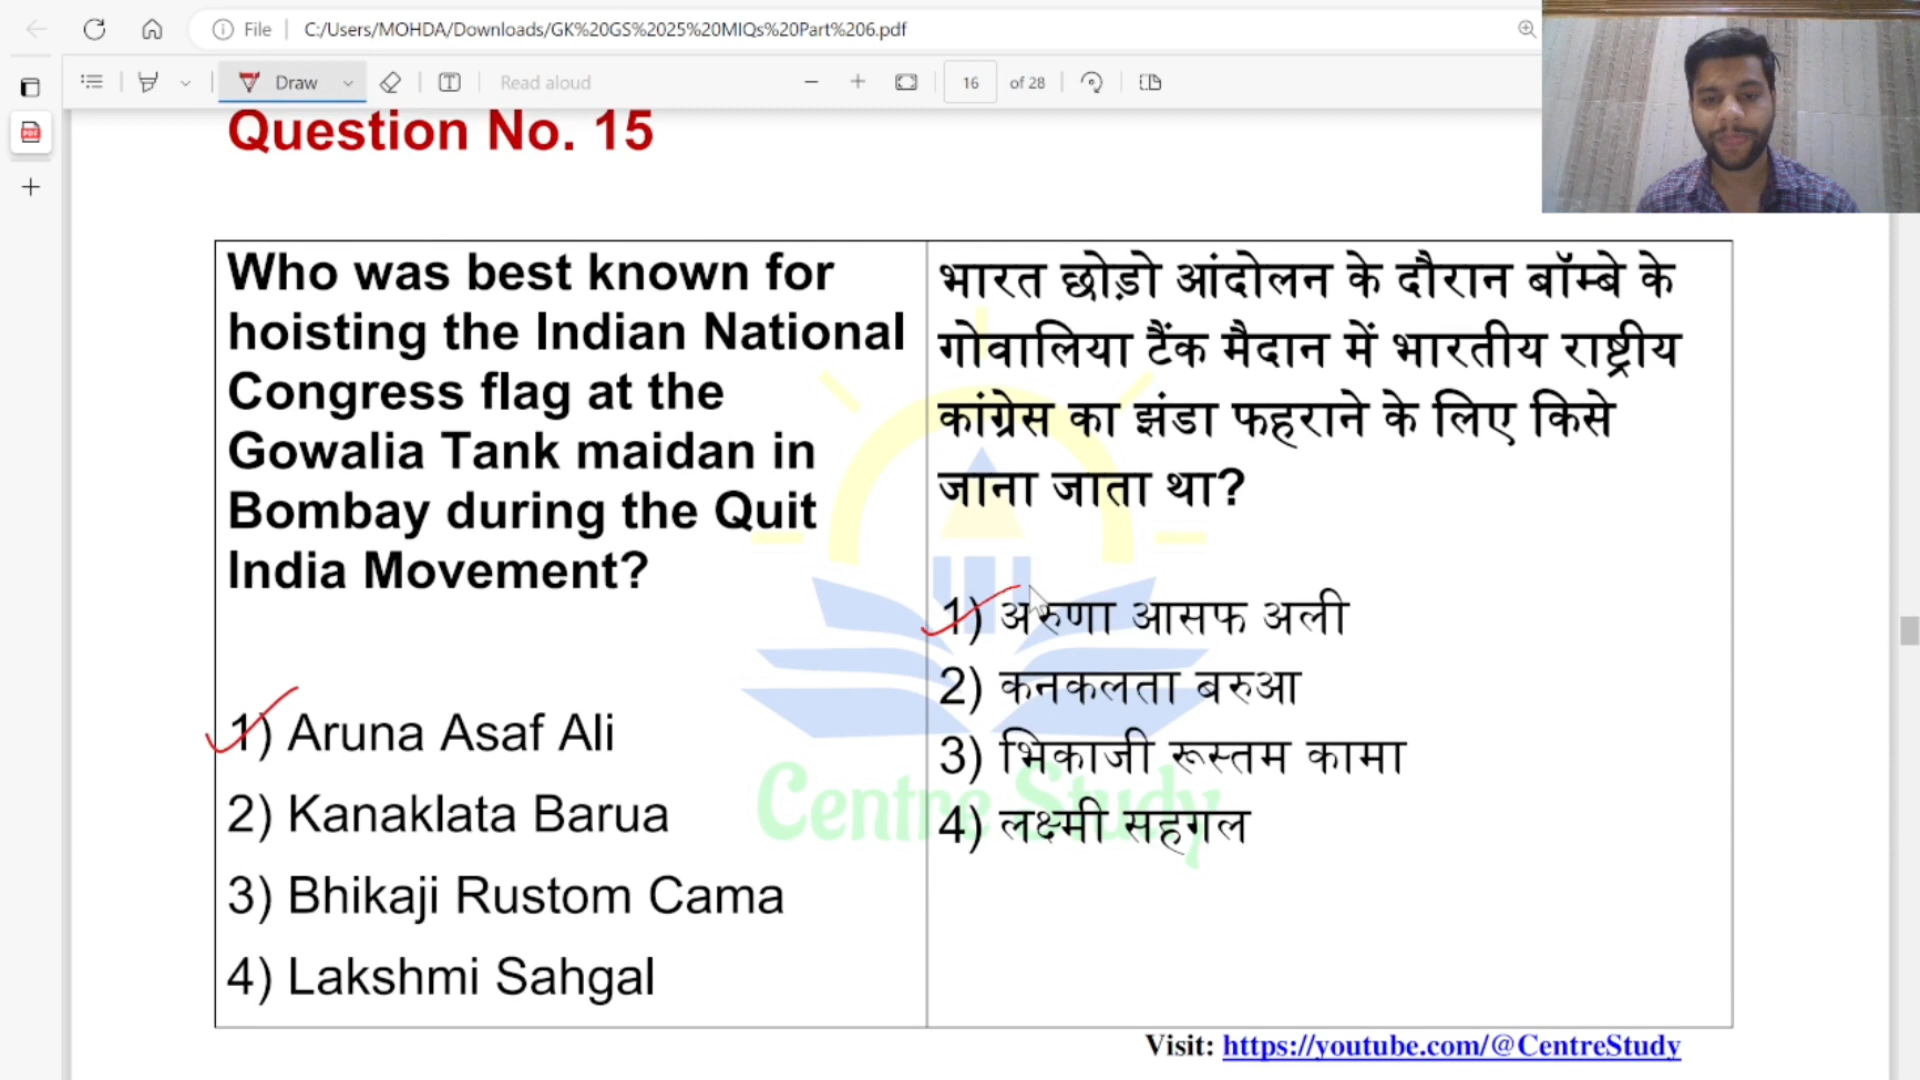 File
C:/Users/MOHDA/Downloads/GK%20GS%2025%20MIQs%20Part%206.pdf
Draw
Read aloud
16
of 28
Question No. 15
Who was best known for
hoisting the Indian National
Congress flag at the
Gowalia Tank maidan in
Bombay during the Quit
India Movement?
1) Aruna Asaf Ali
2) Kanaklata Barua
3) Bhikaji Rustom Cama
4) Lakshmi Sahgal
भारत छोड़ो आंदोलन के दौरान बॉम्बे के
गोवालिया टैंक मैदान में भारतीय राष्ट्रीय
कांग्रेस का झंडा फहराने के लिए किसे
जाना जाता था?
1) अरुणा आसफ अली
2) कनकलता बरुआ
3) भिकाजी रूस्तम कामा
4) लक्ष्मी सहगल
Centre Study
Visit: https://youtube.com/@CentreStudy